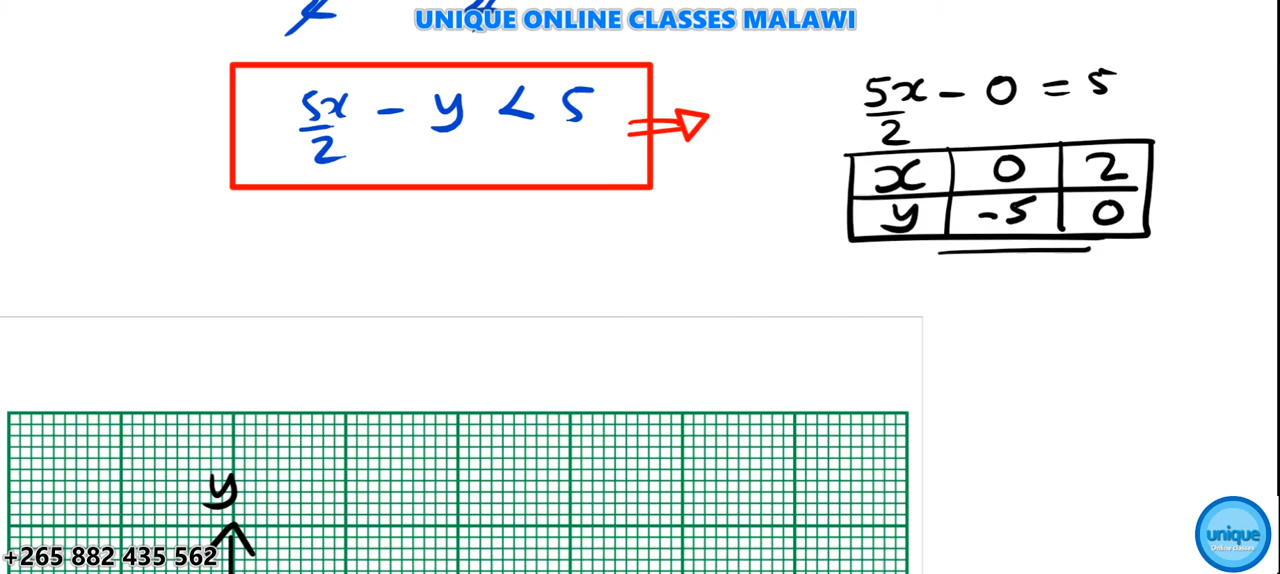 UNIQUE ONLINE CLASSES MALAWI
5x/2 - y < 5
5x/2 - 0 = 5
x 0 2
y -5 0
y
+265 882 435 562
unique
Online classes